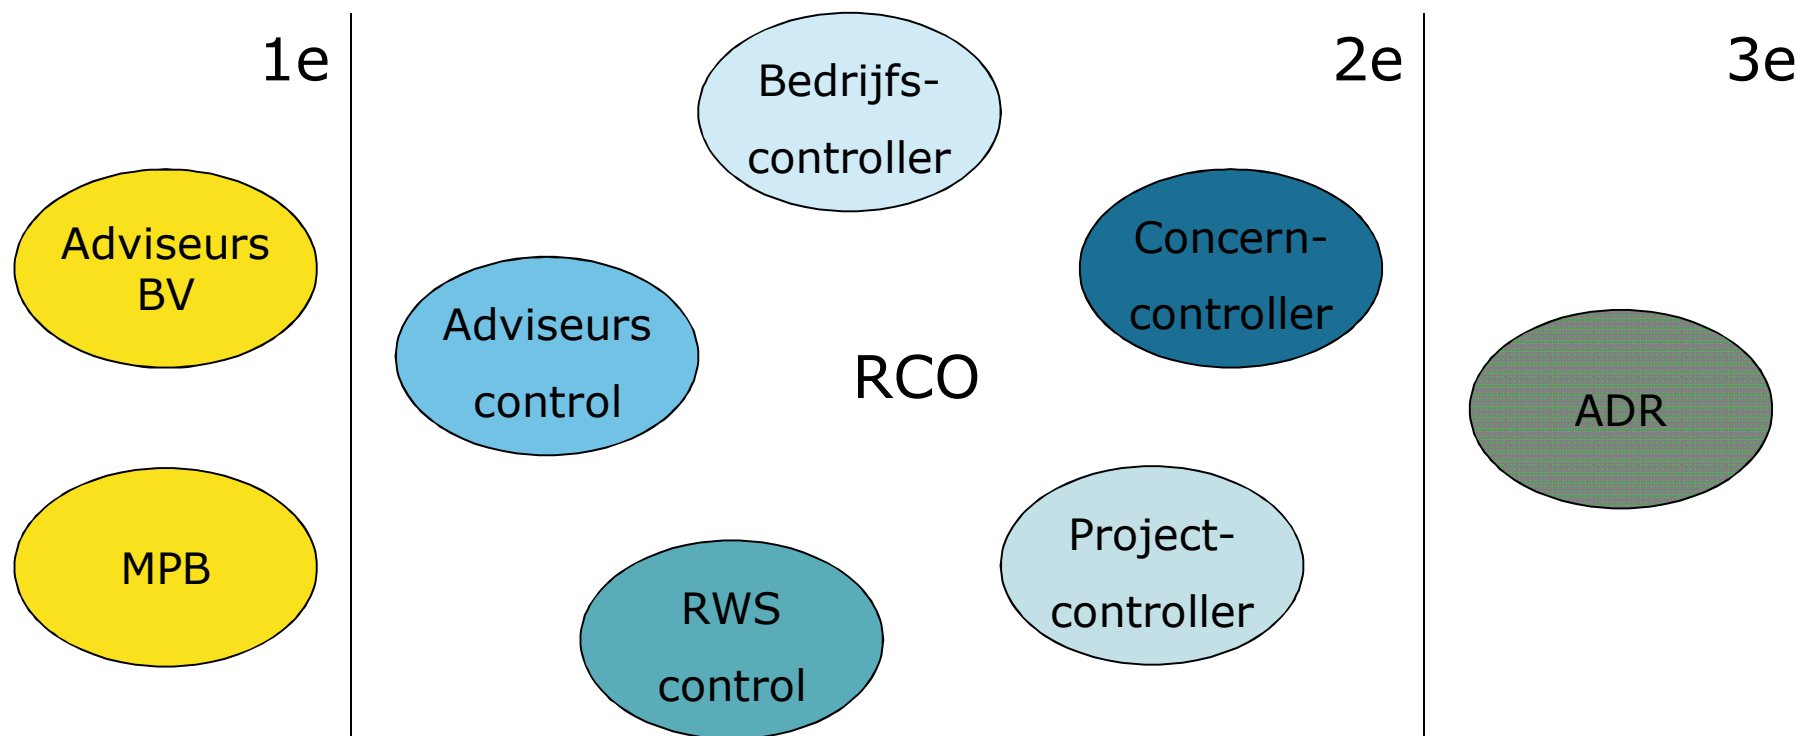 1e
Adviseurs
BV
MPB
2e
Bedrijfs-
controller
Adviseurs
control
RCO
Concern-
controller
RWS
control
Project-
controller
3e
ADR